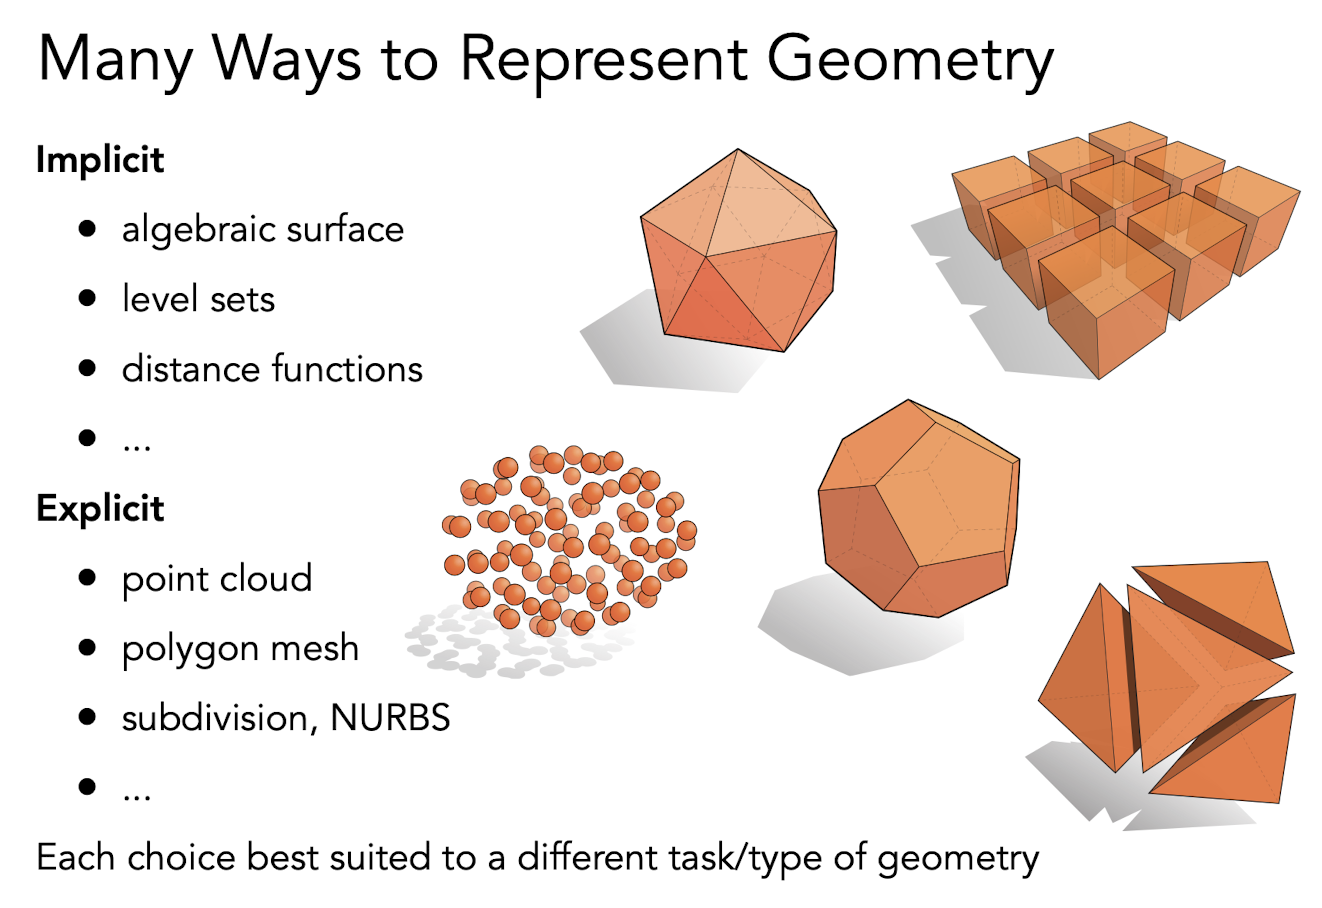 Many Ways to Represent Geometry
Implicit
● algebraic surface
● level sets
● distance functions
● ...
Explicit
● point cloud
● polygon mesh
● subdivision, NURBS
● ...
Each choice best suited to a different task/type of geometry